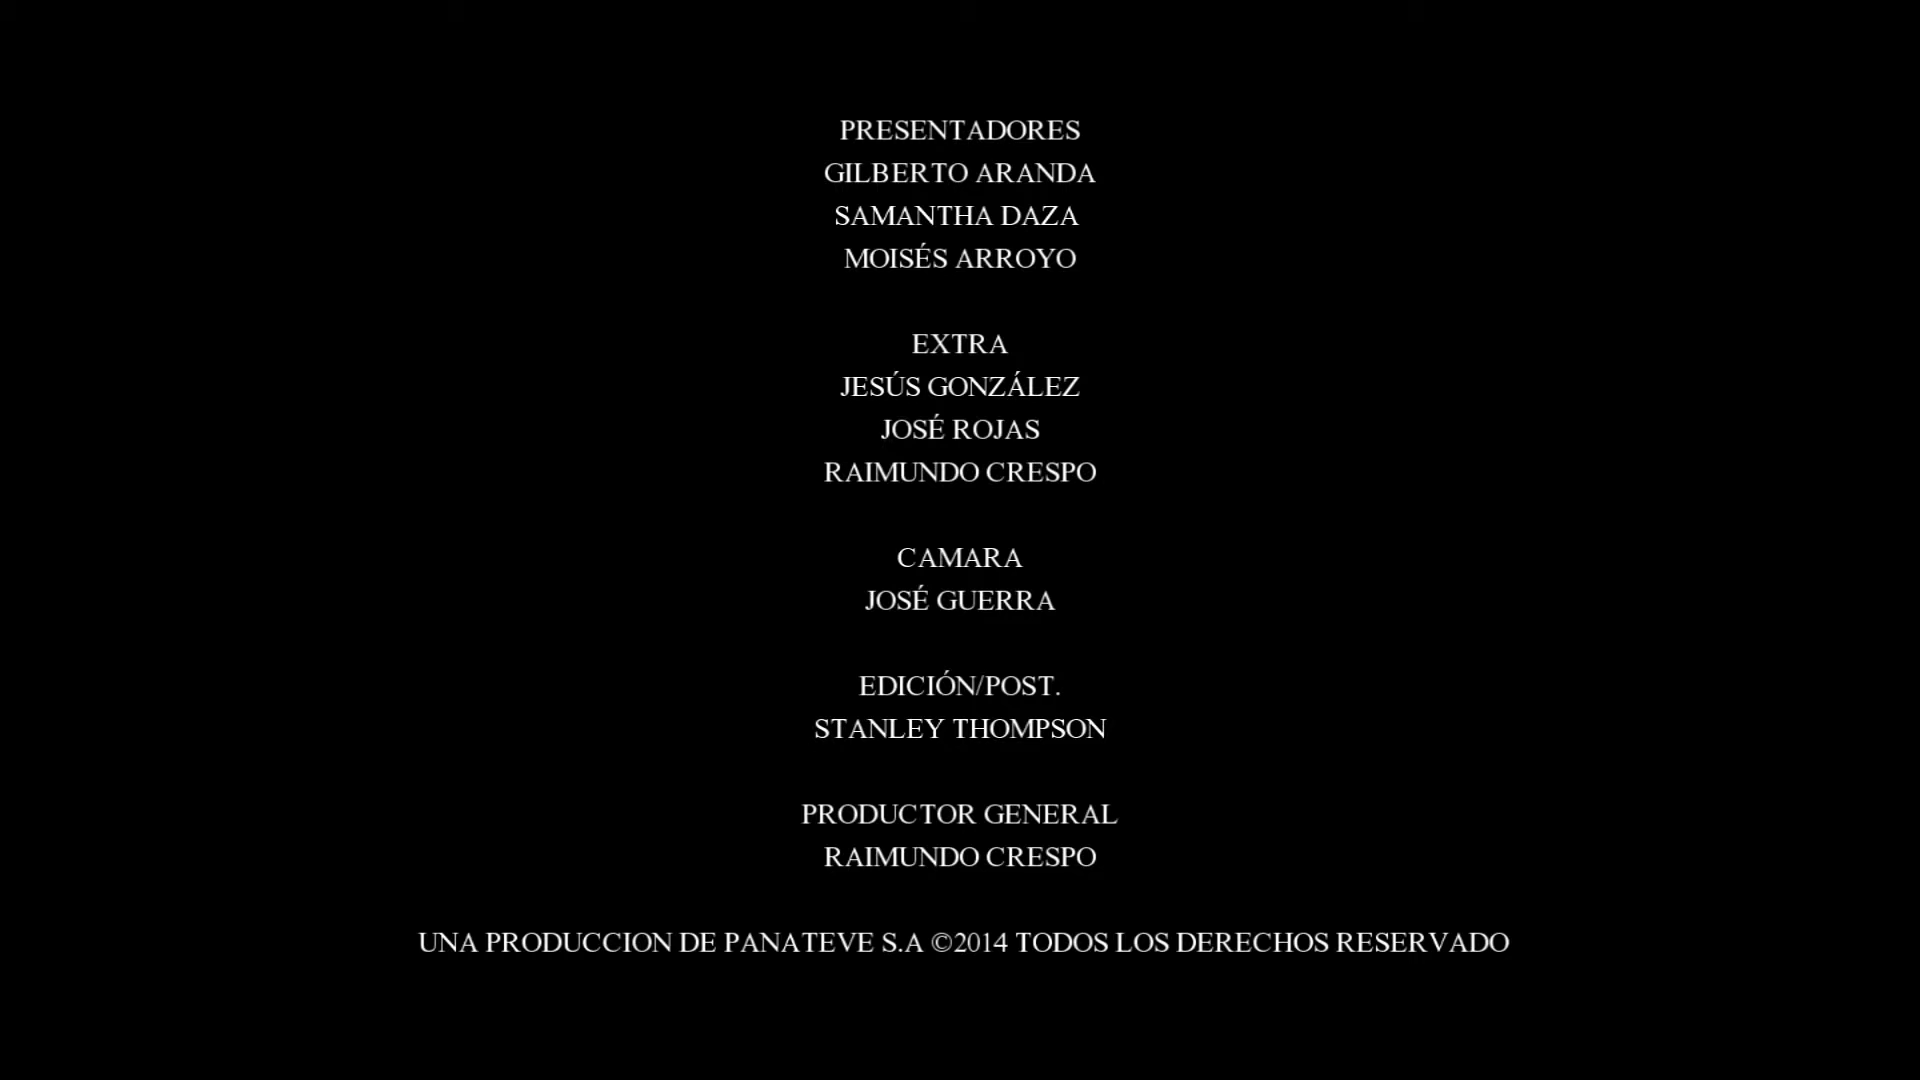 PRESENTADORES
GILBERTO ARANDA
SAMANTHA DAZA
MOISÉS ARROYO
EXTRA
JESÚS GONZÁLEZ
JOSÉ ROJAS
RAIMUNDO CRESPO
CAMARA
JOSÉ GUERRA
EDICIÓN/POST.
STANLEY THOMPSON
PRODUCTOR GENERAL
RAIMUNDO CRESPO
UNA PRODUCCION DE PANATEVE S.A ©2014 TODOS LOS DERECHOS RESERVADO